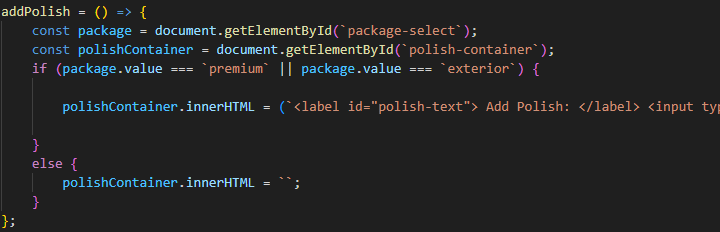 addPolish = () => {
const package = document.getElementById(`package-select`);
const polishContainer = document.getElementById(`polish-container`);
if (package.value === `premium` || package.value === `exterior`) {
polishContainer.innerHTML = (`<label id="polish-text"> Add Polish: </label> <input typ
}
else {
polishContainer.innerHTML = ``;
}
};